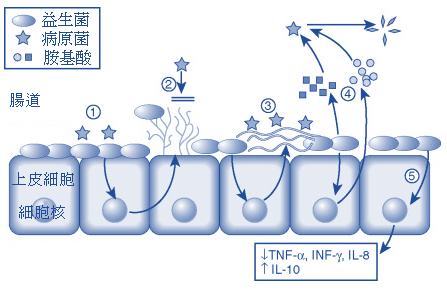 益生菌
病原菌
胺基酸
腸道
①
②
③
④
⑤
上皮細胞
細胞核
↓TNF-α, INF-γ, IL-8
↑IL-10